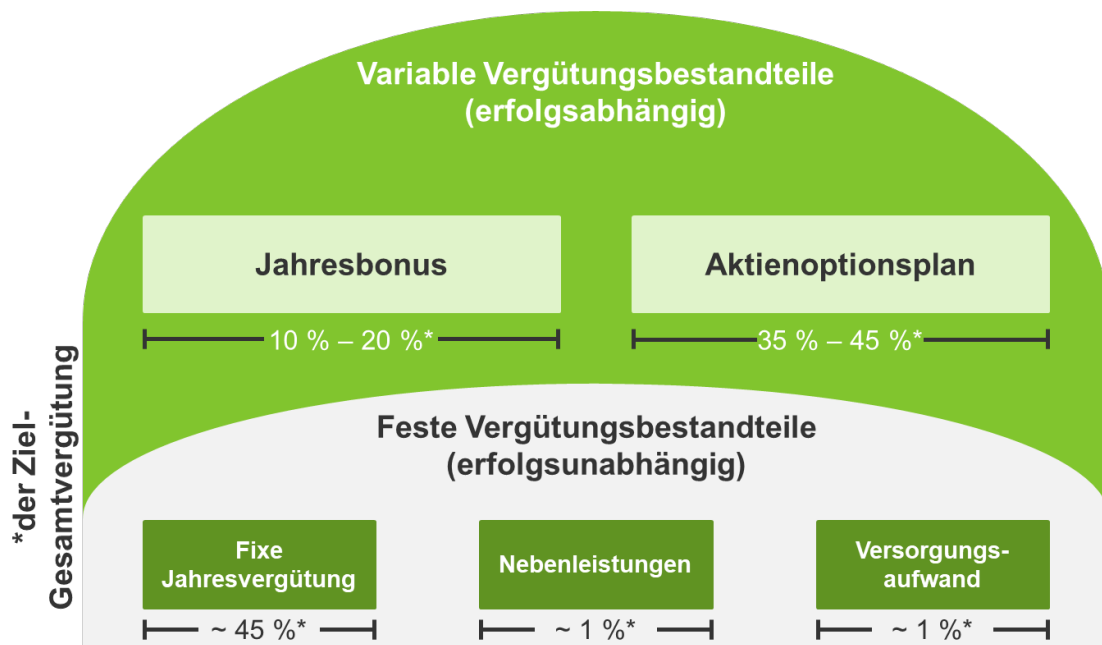 Variable Vergütungsbestandteile
(erfolgsabhängig)
Jahresbonus
Aktienoptionsplan
10 % – 20 %*
35 % – 45 %*
Feste Vergütungsbestandteile
(erfolgsunabhängig)
Fixe
Jahresvergütung
Nebenleistungen
Versorgungs-
aufwand
~ 45 %*
~ 1 %*
~ 1 %*
*der Ziel-
Gesamtvergütung